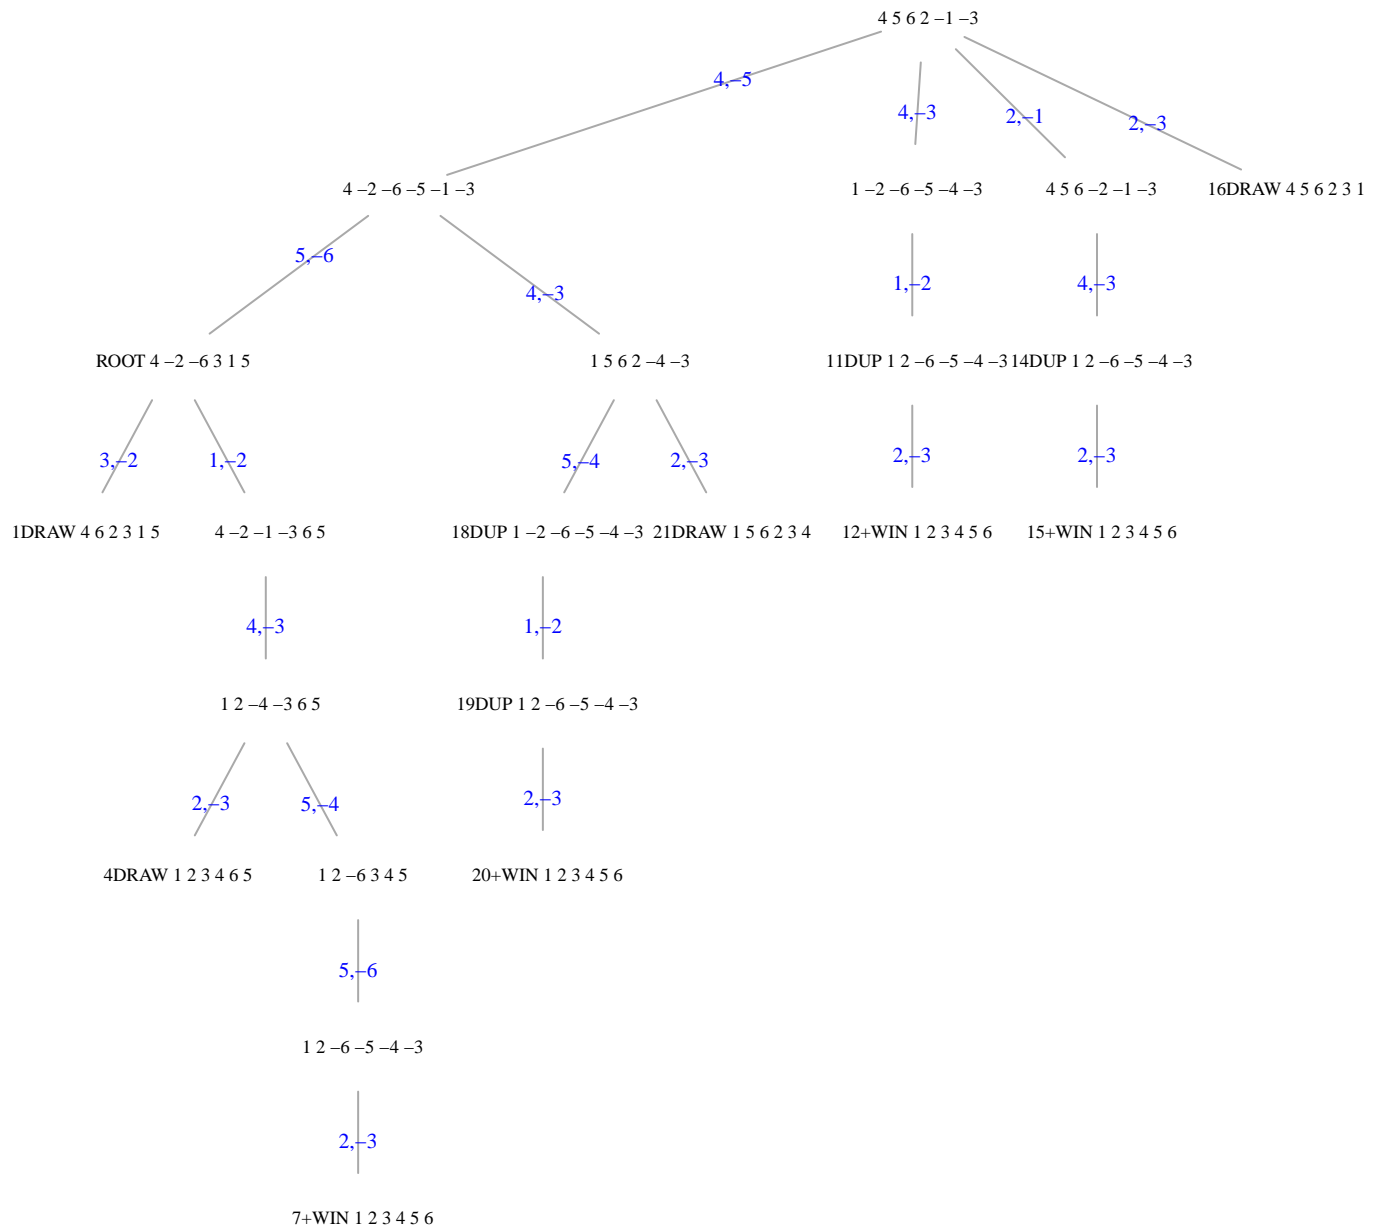 4 5 6 2 –1 –3
4,–5
4,–3
2,–1
2,–3
4 –2 –6 –5 –1 –3
1 –2 –6 –5 –4 –3
4 5 6 –2 –1 –3
16DRAW 4 5 6 2 3 1
5,–6
4,–3
1,–2
4,–3
ROOT 4 –2 –6 3 1 5
1 5 6 2 –4 –3
11DUP 1 2 –6 –5 –4 –3
14DUP 1 2 –6 –5 –4 –3
3,–2
1,–2
5,–4
2,–3
2,–3
2,–3
1DRAW 4 6 2 3 1 5
4 –2 –1 –3 6 5
18DUP 1 –2 –6 –5 –4 –3
21DRAW 1 5 6 2 3 4
12+WIN 1 2 3 4 5 6
15+WIN 1 2 3 4 5 6
4,–3
1,–2
1 2 –4 –3 6 5
19DUP 1 2 –6 –5 –4 –3
2,–3
5,–4
2,–3
4DRAW 1 2 3 4 6 5
1 2 –6 3 4 5
20+WIN 1 2 3 4 5 6
5,–6
1 2 –6 –5 –4 –3
2,–3
7+WIN 1 2 3 4 5 6